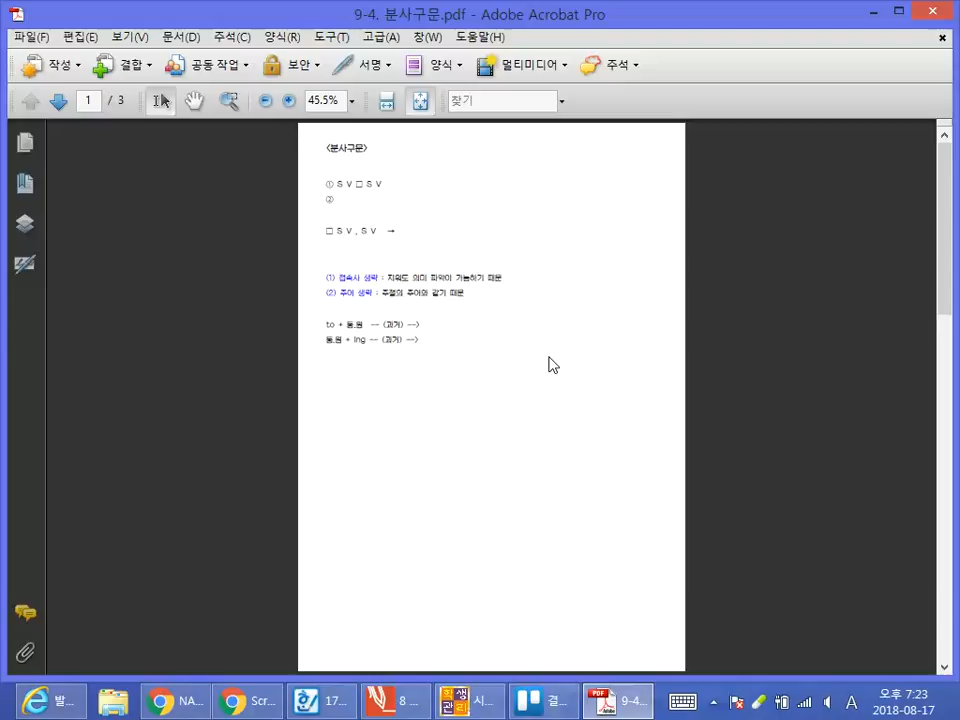 9-4. 분사구문.pdf - Adobe Acrobat Pro
파일(F) 편집(E) 보기(V) 문서(D) 주석(C) 양식(R) 도구(T) 고급(A) 창(W) 도움말(H)
작성 결합 공동 작업 보안 서명 양식 멀티미디어 주석
1 / 3 45.5% 찾기
<분사구문>
① S V □ S V
②
□ S V , S V →
(1) 접속사 생략 : 지워도 의미 파악이 가능하기 때문
(2) 주어 생략 : 주절의 주어와 같기 때문
to + 동.원 -- (과거) -->
동.원 + ing -- (과거) -->
발... NA... Scr... 17... 8 ... 시... 결... 9-4... A 오후 7:23
2018-08-17